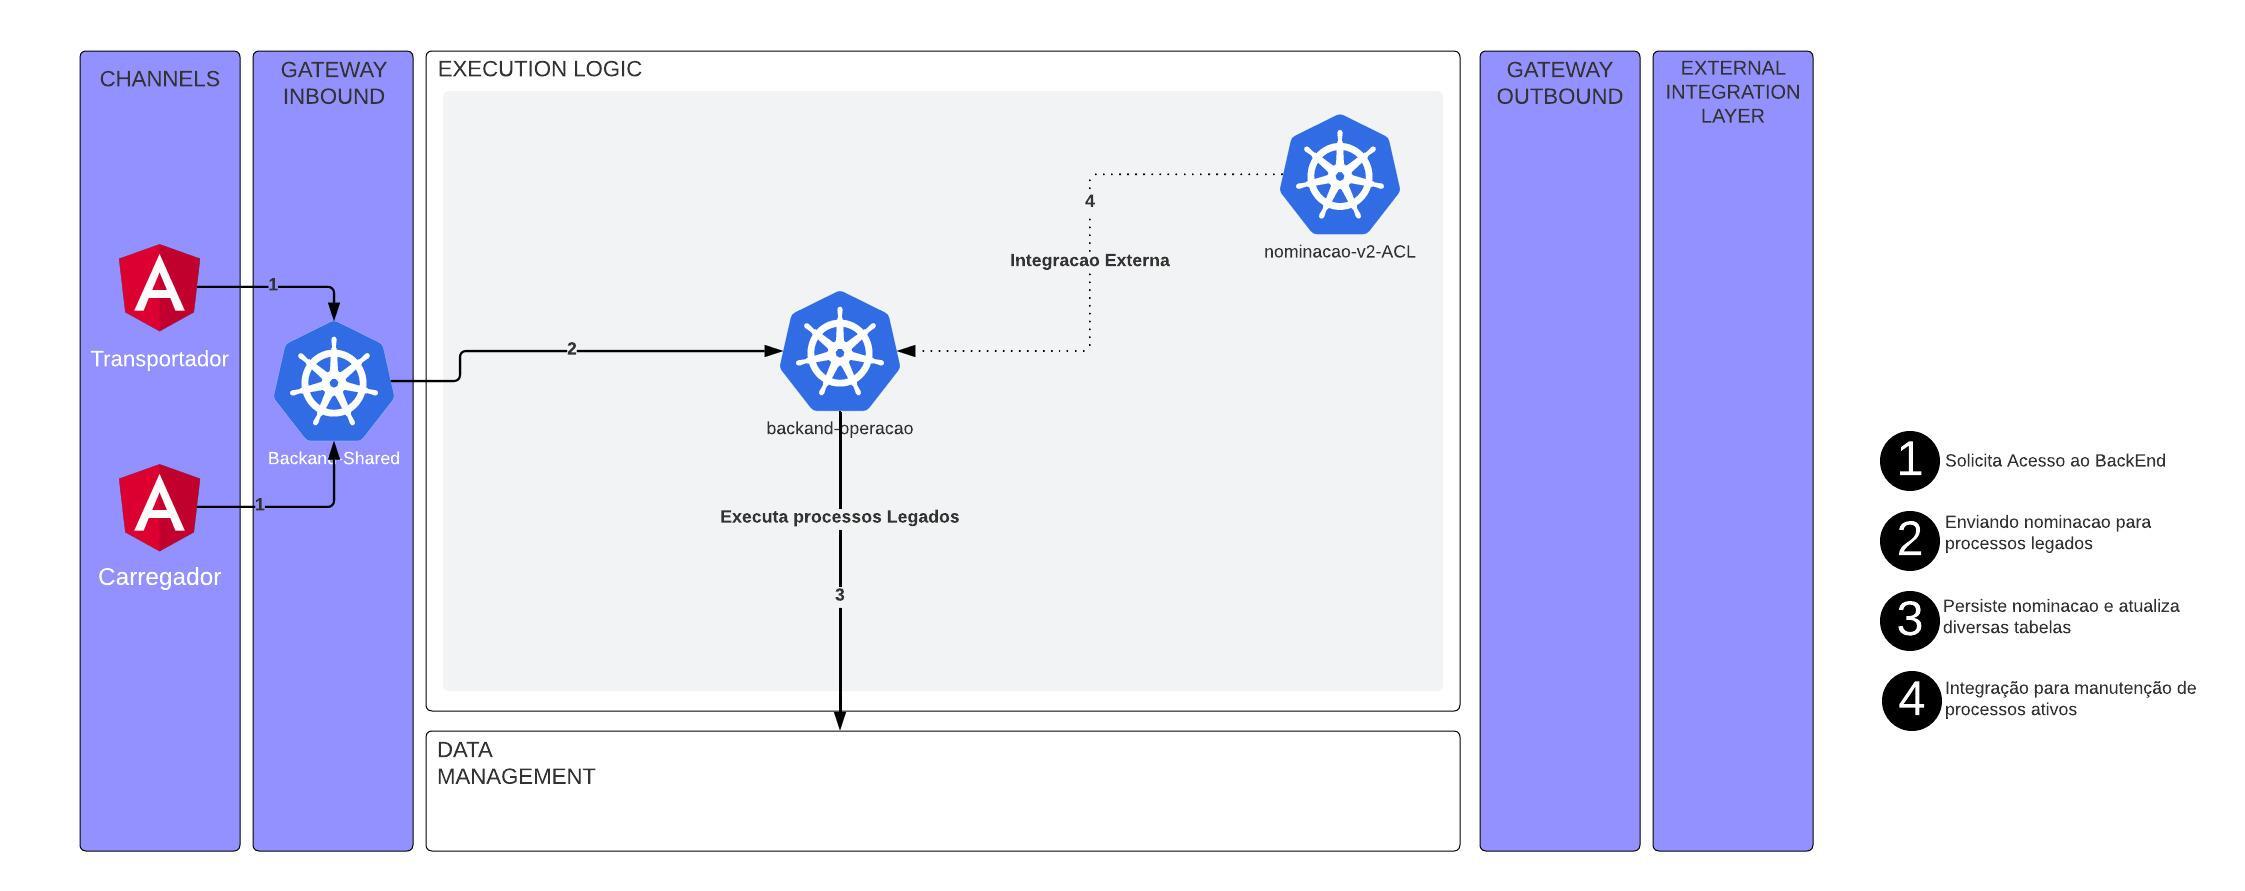 CHANNELS
GATEWAY
INBOUND
EXECUTION LOGIC
GATEWAY
OUTBOUND
EXTERNAL
INTEGRATION
LAYER
4
Integracao Externa
nominacao-v2-ACL
1
Transportador
2
backand-operacao
Backand-Shared
1
Carregador
Executa processos Legados
3
DATA
MANAGEMENT
1 Solicita Acesso ao BackEnd
2 Enviando nominacao para
processos legados
3 Persiste nominacao e atualiza
diversas tabelas
4 Integração para manutenção de
processos ativos